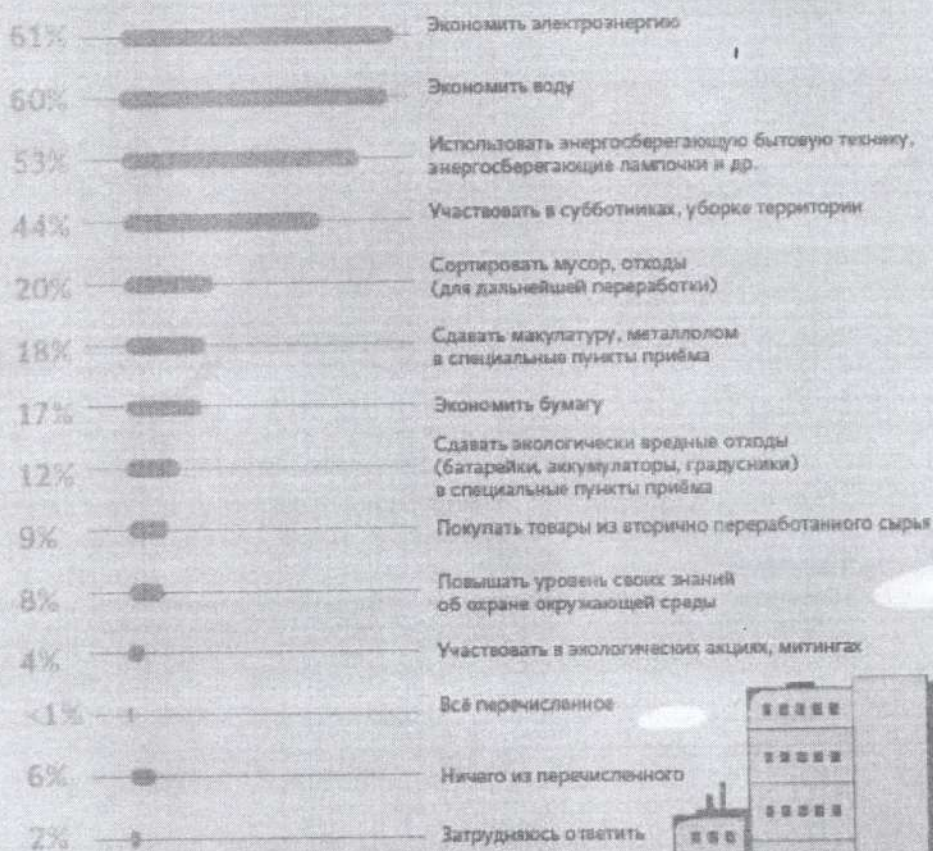 61%
Экономить электроэнергию
60%
Экономить воду
53%
Использовать энергосберегающую бытовую технику,
энергосберегающие лампочки и др.
44%
Участвовать в субботниках, уборке территории
20%
Сортировать мусор, отходы
(для дальнейшей переработки)
18%
Сдавать макулатуру, металлолом
в специальные пункты приёма
17%
Экономить бумагу
12%
Сдавать экологически вредные отходы
(батарейки, аккумуляторы, градусники)
в специальные пункты приёма
9%
Покупать товары из вторично переработанного сырья
8%
Повышать уровень своих знаний
об охране окружающей среды
4%
Участвовать в экологических акциях, митингах
<1%
Всё перечисленное
6%
Ничего из перечисленного
2%
Затрудняюсь ответить